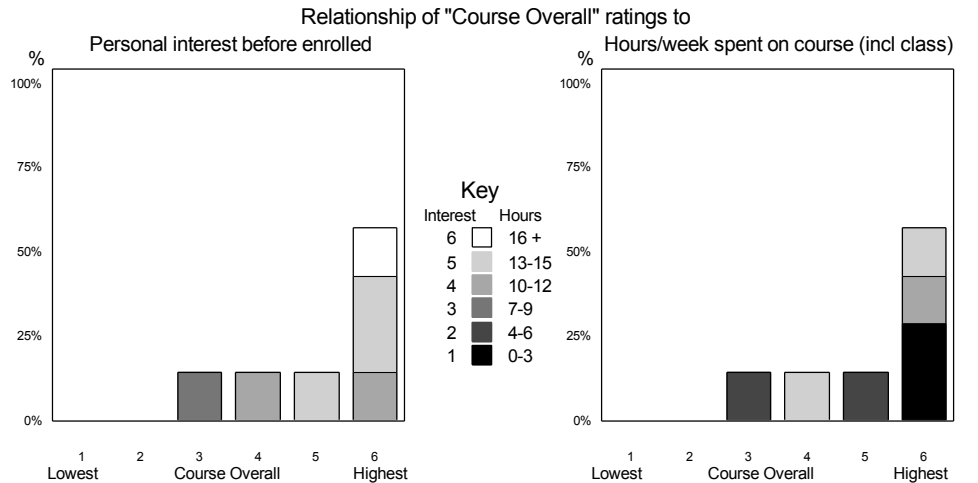 Relationship of "Course Overall" ratings to
Personal interest before enrolled
%
100%
75%
50%
25%
0%
1 2 3 4 5 6
Lowest Course Overall Highest
Key
Interest Hours
6 16 +
5 13-15
4 10-12
3 7-9
2 4-6
1 0-3
Hours/week spent on course (incl class)
%
100%
75%
50%
25%
0%
1 2 3 4 5 6
Lowest Course Overall Highest